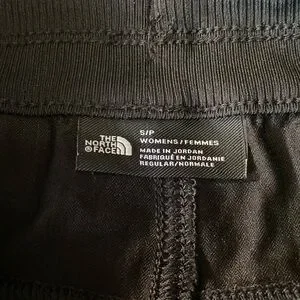 THE
NORTH
FACE
S/P
WOMENS/FEMMES
MADE IN JORDAN
FABRIQUÉ EN JORDANIE
REGULAR/NORMALE